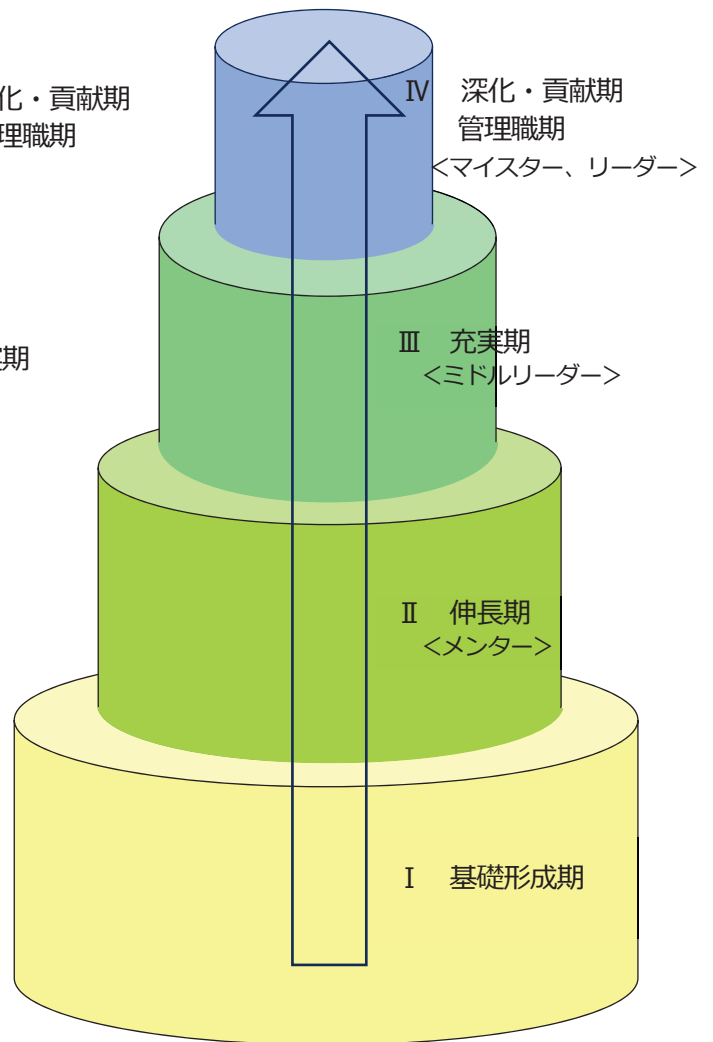 化・貢献期
理職期
Ⅳ 深化・貢献期
管理職期
<マイスター、リーダー>
期
Ⅲ 充実期
<ミドルリーダー>
Ⅱ 伸長期
<メンター>
Ⅰ 基礎形成期